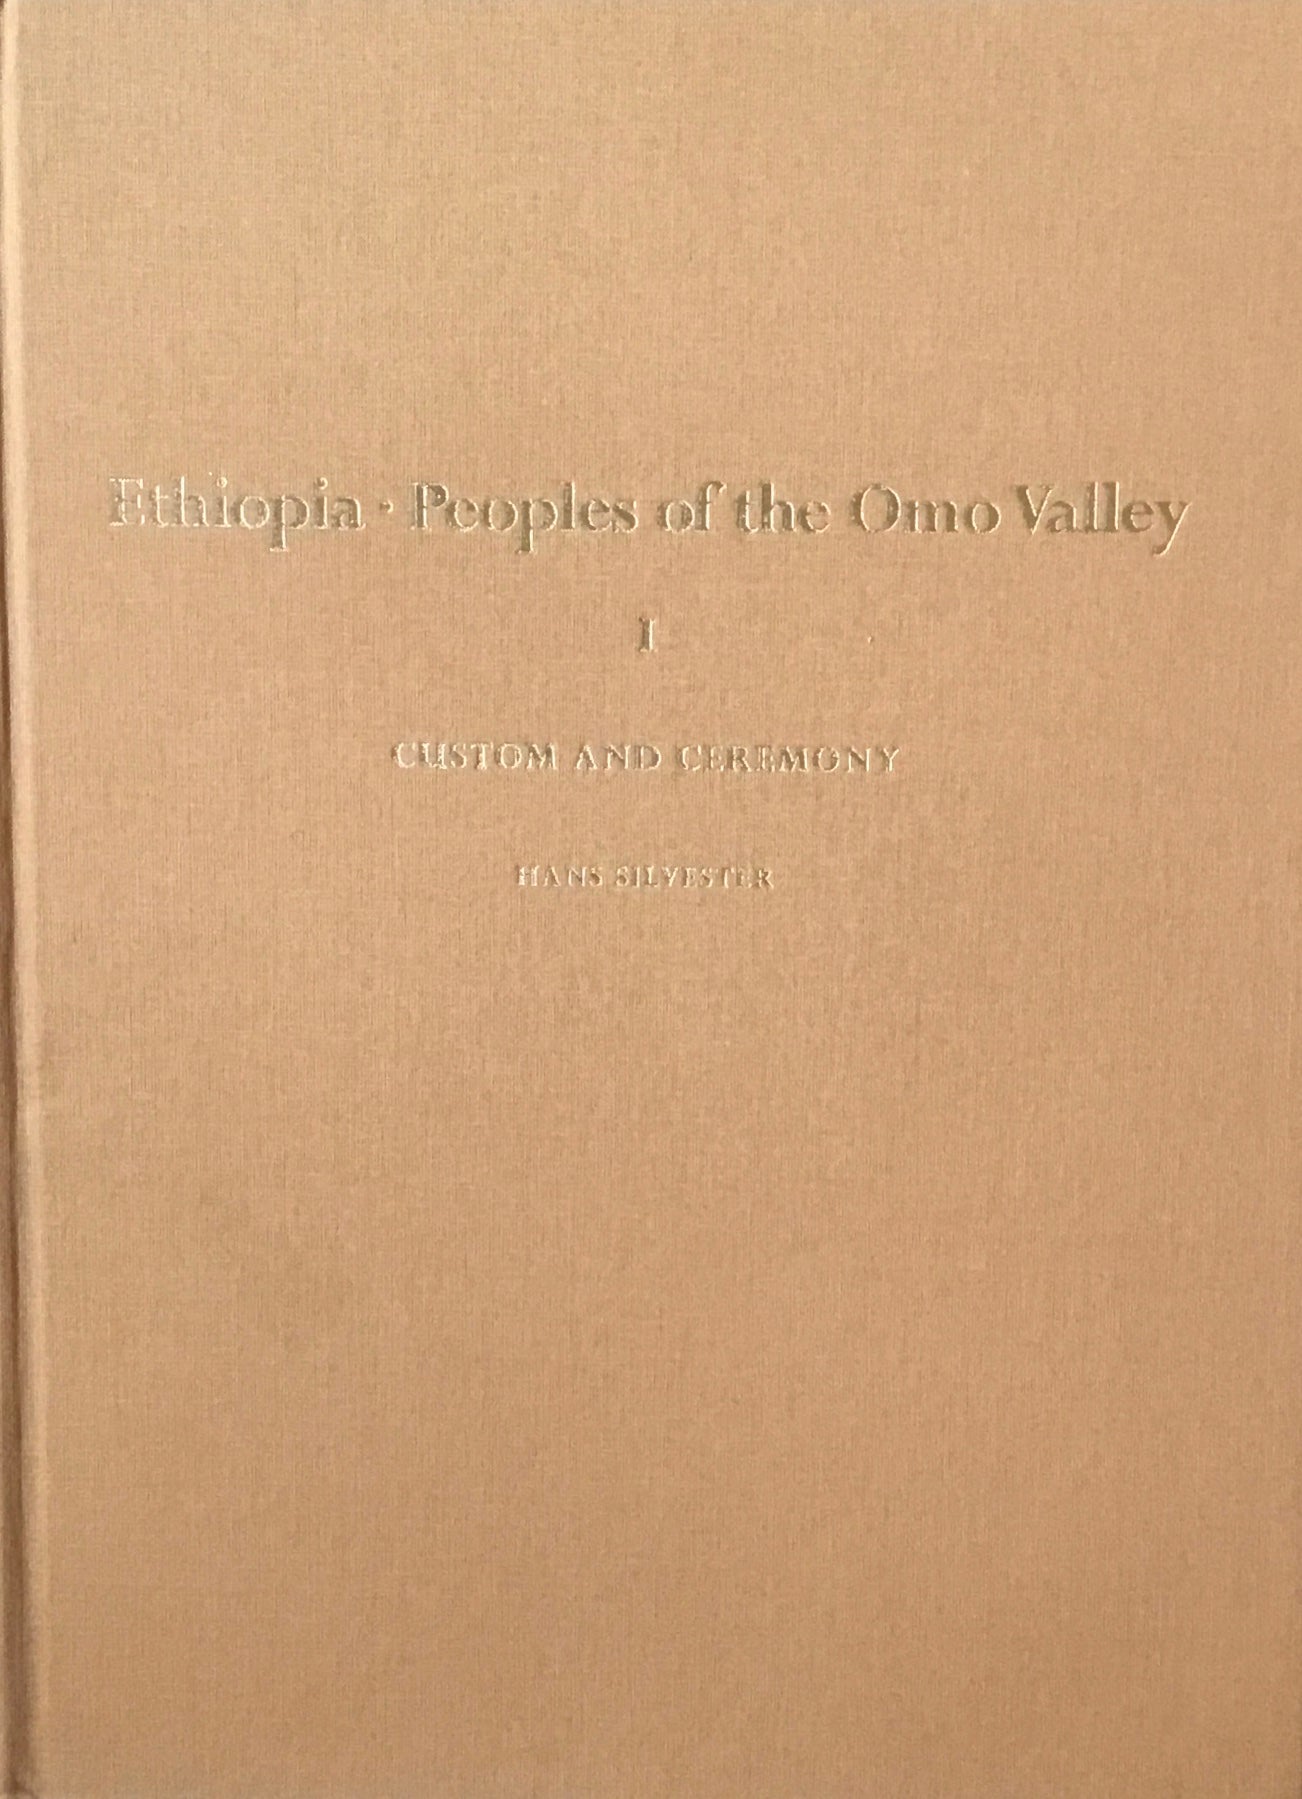 Ethiopia · Peoples of the Omo Valley
I
CUSTOM AND CEREMONY
HANS SILVESTER